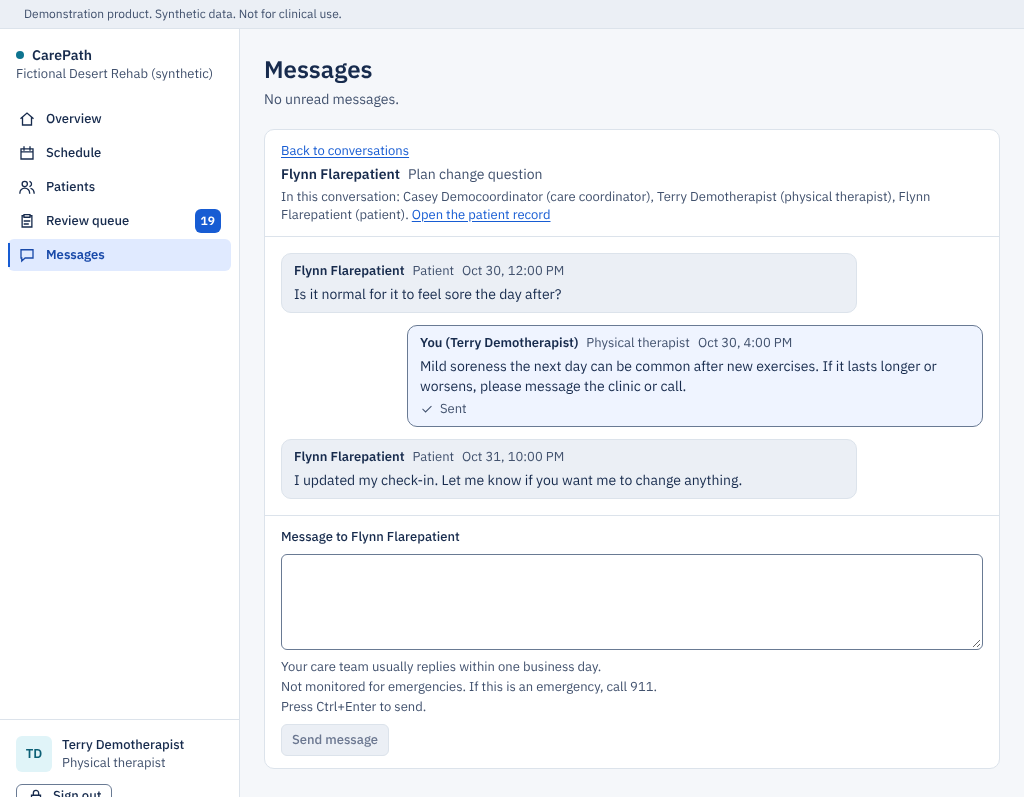 Demonstration product. Synthetic data. Not for clinical use.
CarePath
Fictional Desert Rehab (synthetic)
Overview
Schedule
Patients
Review queue 19
Messages
TD
Terry Demotherapist
Physical therapist
Sign out
Messages
No unread messages.
Back to conversations
Flynn Flarepatient Plan change question
In this conversation: Casey Democoordinator (care coordinator), Terry Demotherapist (physical therapist), Flynn
Flarepatient (patient). Open the patient record
Flynn Flarepatient Patient Oct 30, 12:00 PM
Is it normal for it to feel sore the day after?
You (Terry Demotherapist) Physical therapist Oct 30, 4:00 PM
Mild soreness the next day can be common after new exercises. If it lasts longer or
worsens, please message the clinic or call.
Sent
Flynn Flarepatient Patient Oct 31, 10:00 PM
I updated my check-in. Let me know if you want me to change anything.
Message to Flynn Flarepatient
Your care team usually replies within one business day.
Not monitored for emergencies. If this is an emergency, call 911.
Press Ctrl+Enter to send.
Send message